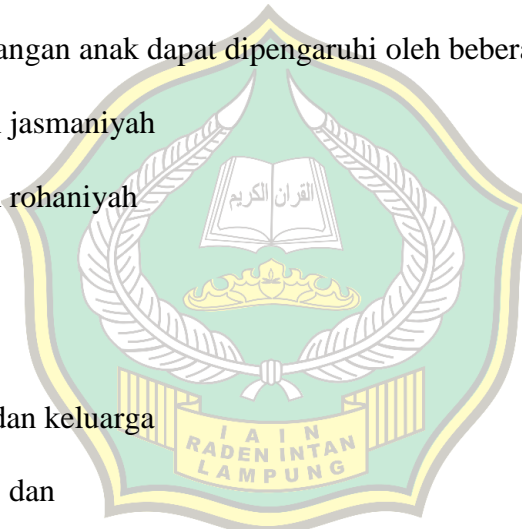 angan anak dapat dipengaruhi oleh bebera
jasmaniyah
rohaniyah
القرآن الكريم
dan keluarga
I A I N
RADEN INTAN
LAMPUNG
dan